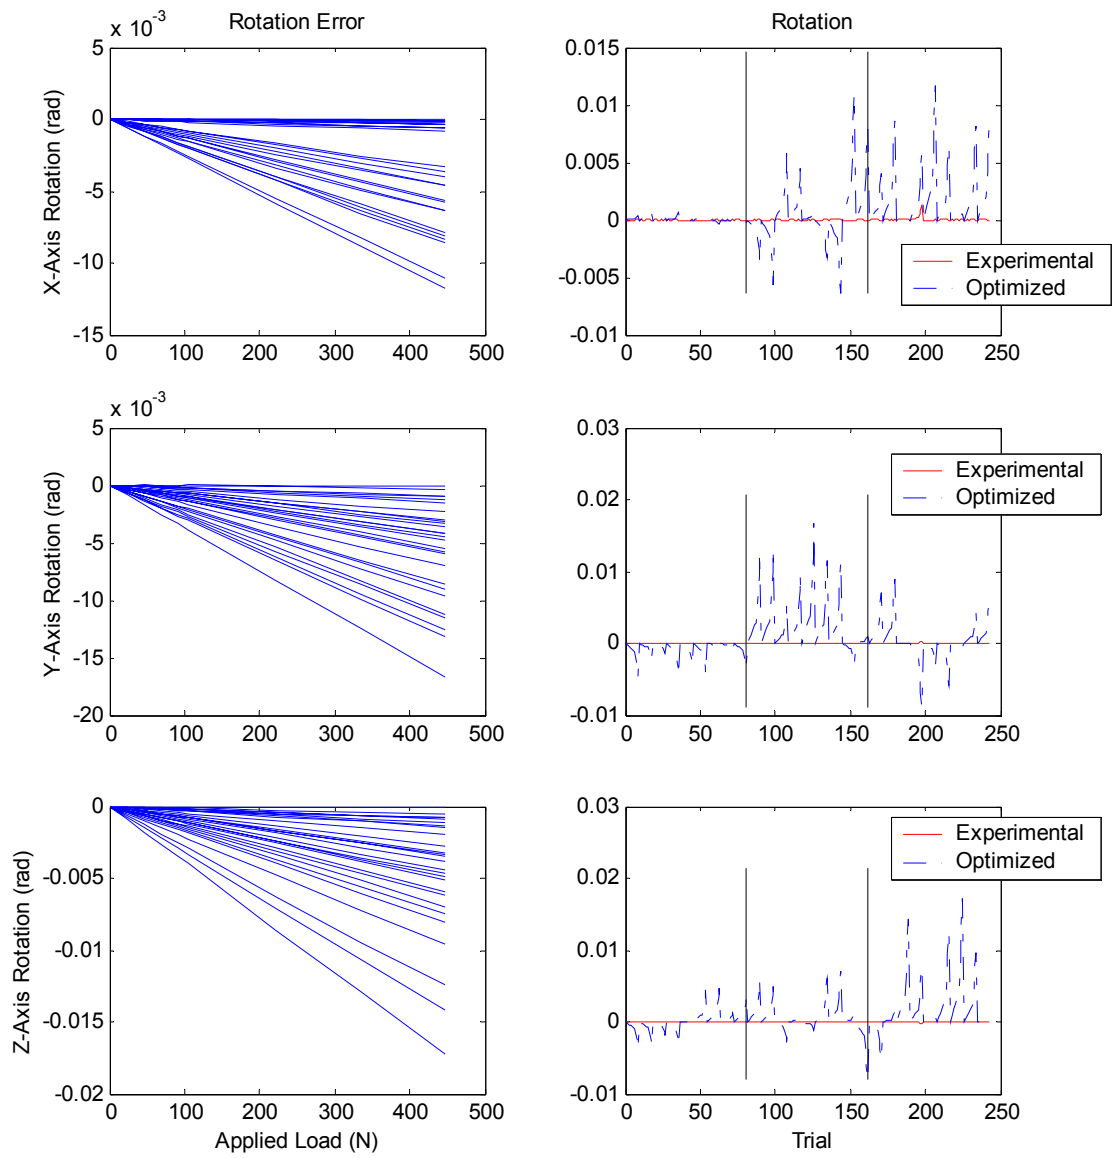 Rotation Error
x 10-3
5
0
-5
-10
-15
0 100 200 300 400 500
X-Axis Rotation (rad)
Rotation
0.015
0.01
0.005
0
-0.005
-0.01
0 50 100 150 200 250
Experimental
Optimized
x 10-3
5
0
-5
-10
-15
-20
0 100 200 300 400 500
Y-Axis Rotation (rad)
0.03
0.02
0.01
0
-0.01
0 50 100 150 200 250
Experimental
Optimized
0
-0.005
-0.01
-0.015
-0.02
0 100 200 300 400 500
Z-Axis Rotation (rad)
Applied Load (N)
0.03
0.02
0.01
0
-0.01
0 50 100 150 200 250
Experimental
Optimized
Trial